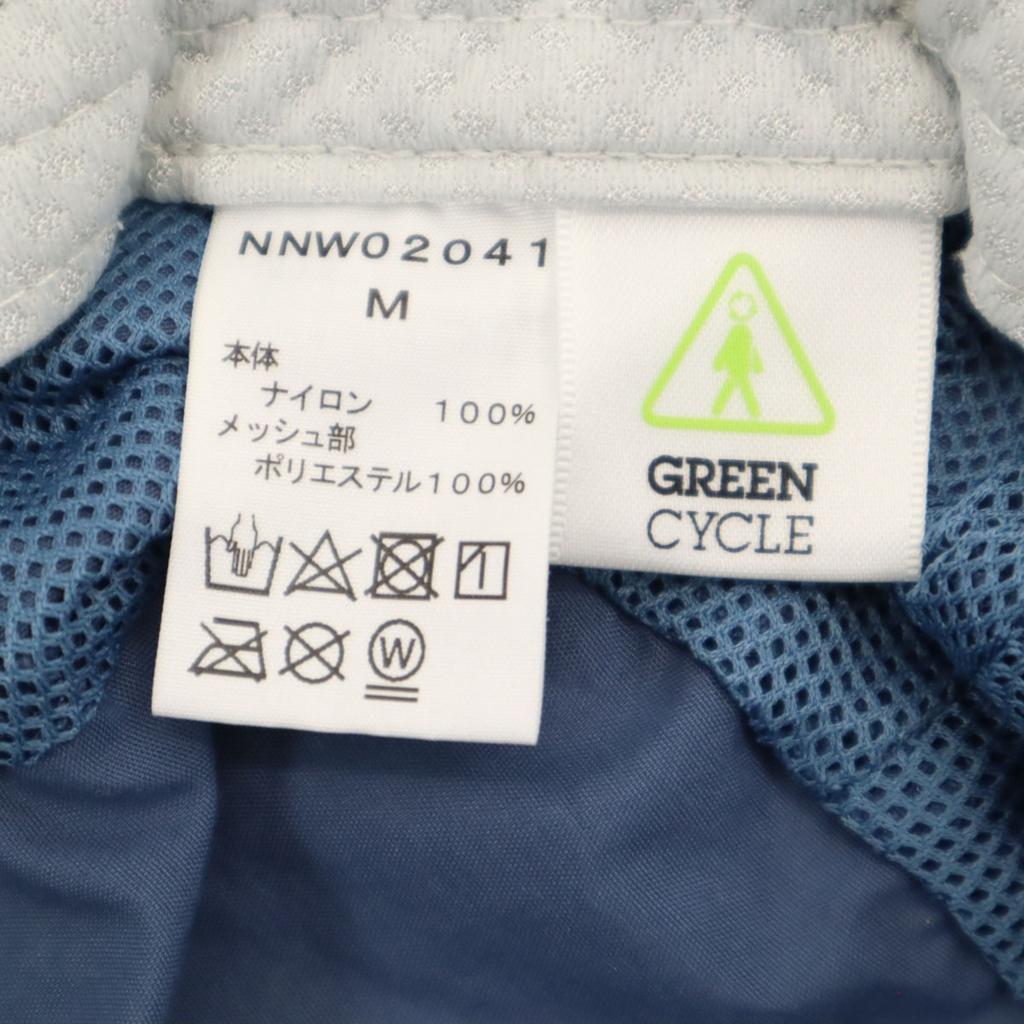 NNW02041
M
本体
ナイロン 100%
メッシュ部
ポリエステル100%
1
W
GREEN
CYCLE